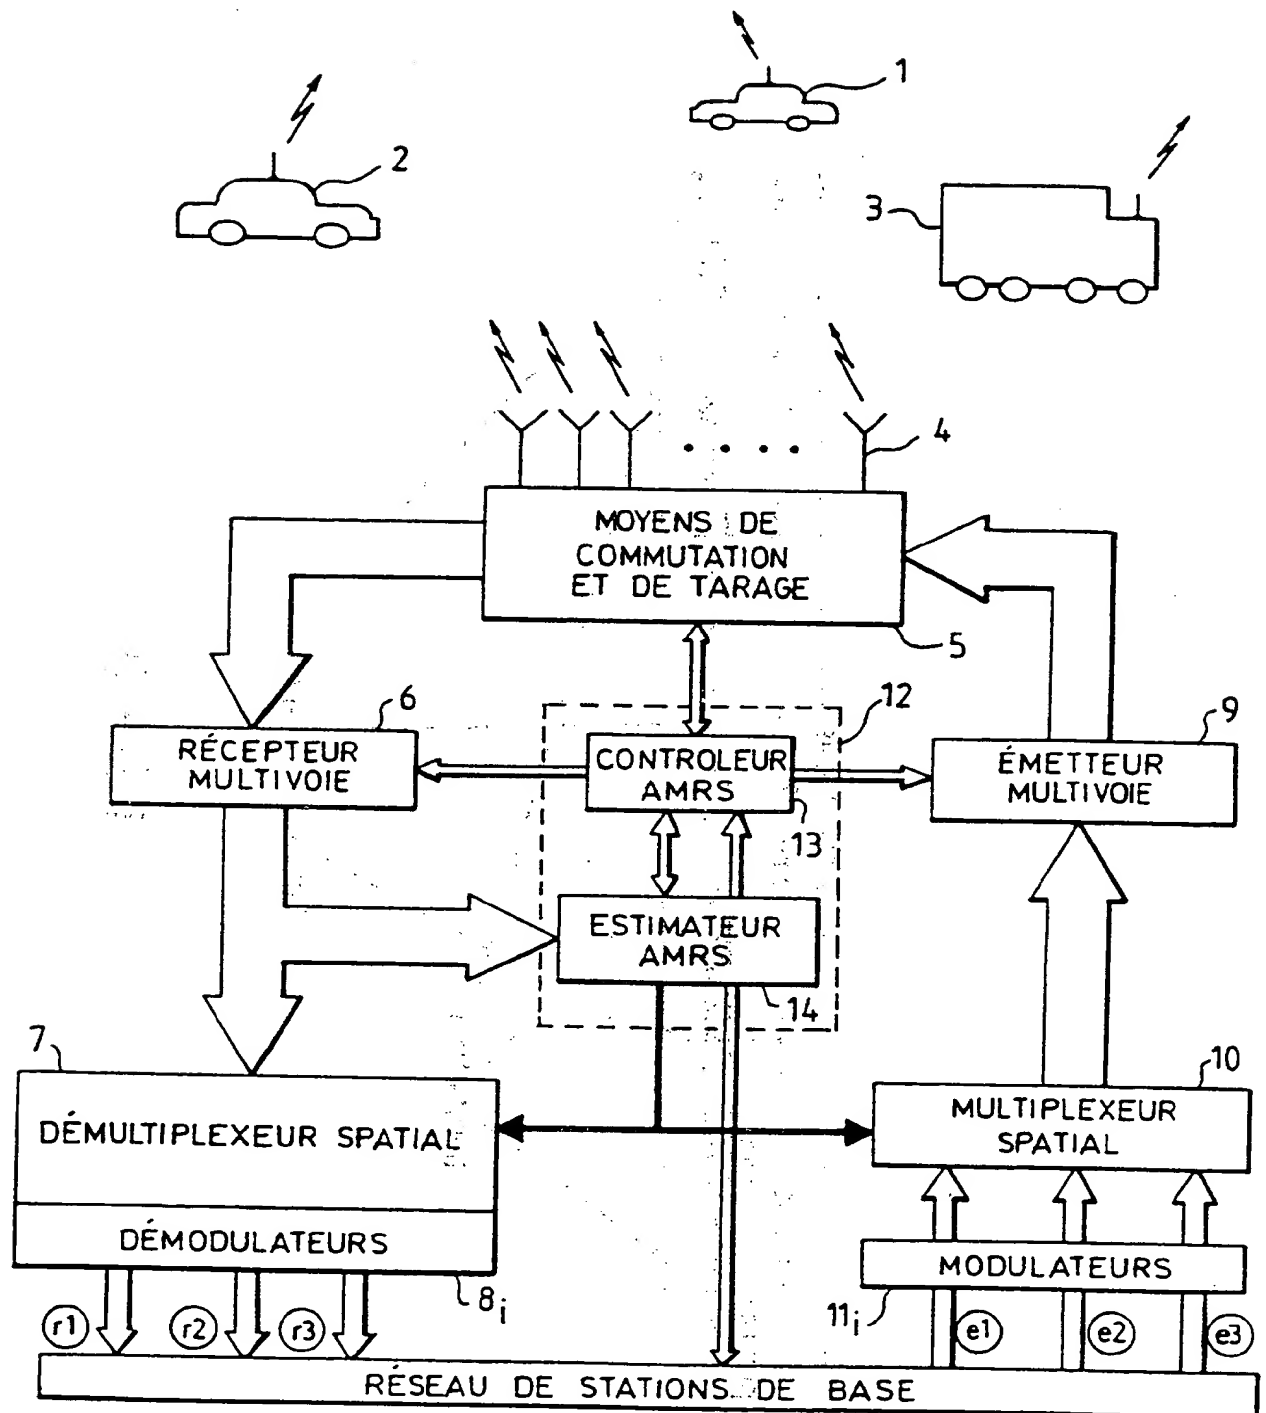 1
2
3
4
MOYENS DE
COMMUTATION
ET DE TARAGE
5
6
12
9
RÉCEPTEUR
MULTIVOIE
CONTROLEUR
AMRS
ÉMETTEUR
MULTIVOIE
13
ESTIMATEUR
AMRS
14
7
10
DÉMULTIPLEXEUR SPATIAL
MULTIPLEXEUR
SPATIAL
DÉMODULATEURS
MODULATEURS
8i
11i
r1
r2
r3
e1
e2
e3
RÉSEAU DE STATIONS DE BASE